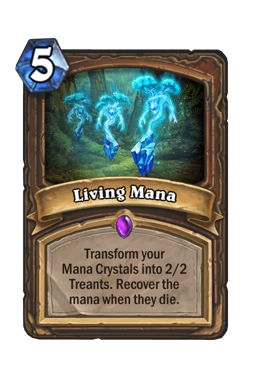 5
Living Mana
Transform your
Mana Crystals into 2/2
Treants. Recover the
mana when they die.